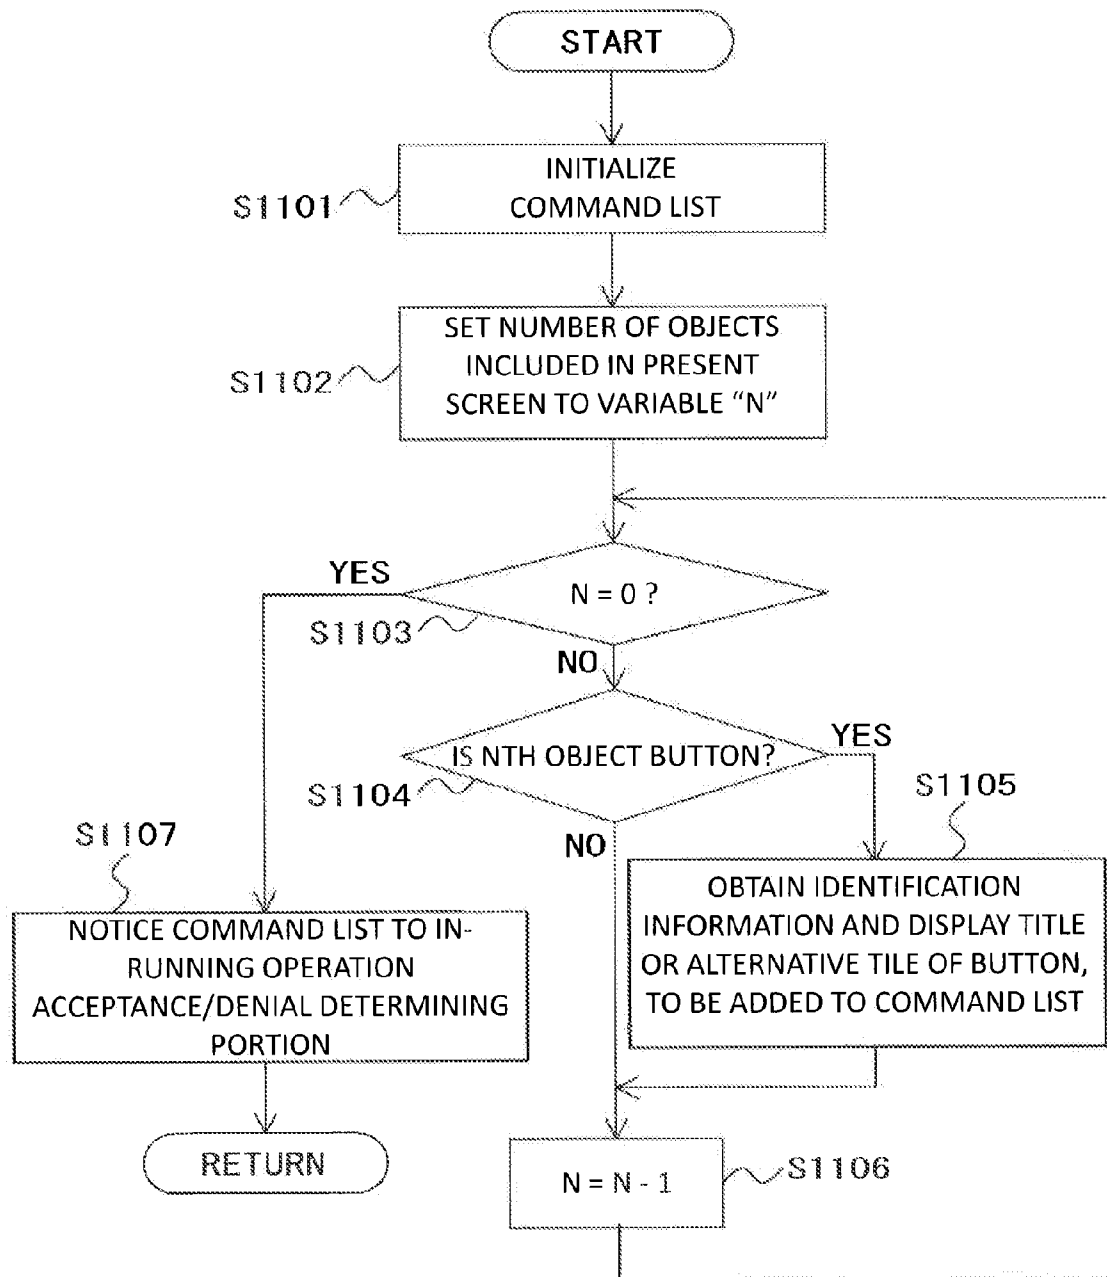 START
INITIALIZE
COMMAND LIST
S1101
SET NUMBER OF OBJECTS
INCLUDED IN PRESENT
SCREEN TO VARIABLE “N”
S1102
YES
N = 0 ?
S1103
NO
IS NTH OBJECT BUTTON?
YES
S1104
NO
S1105
OBTAIN IDENTIFICATION
INFORMATION AND DISPLAY TITLE
OR ALTERNATIVE TILE OF BUTTON,
TO BE ADDED TO COMMAND LIST
S1107
NOTICE COMMAND LIST TO IN-
RUNNING OPERATION
ACCEPTANCE/DENIAL DETERMINING
PORTION
RETURN
N = N - 1
S1106